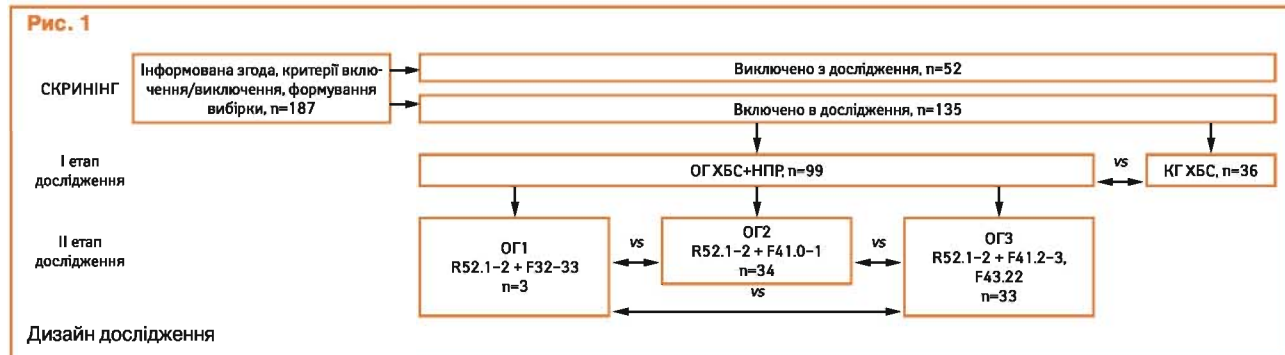 Рис. 1
СКРИНІНГ
Інформована згода, критерії вклю-
чення/виключення, формування
вибірки, n=187
Виключено з дослідження, n=52
Включено в дослідження, n=135
І етап
дослідження
ОГ ХБС+НПР, n=99
vs
КГ ХБС, n=36
ІІ етап
дослідження
ОГ1
R52.1–2 + F32–33
n=3
vs
ОГ2
R52.1–2 + F41.0–1
n=34
vs
ОГ3
R52.1–2 + F41.2–3,
F43.22
n=33
vs
Дизайн дослідження